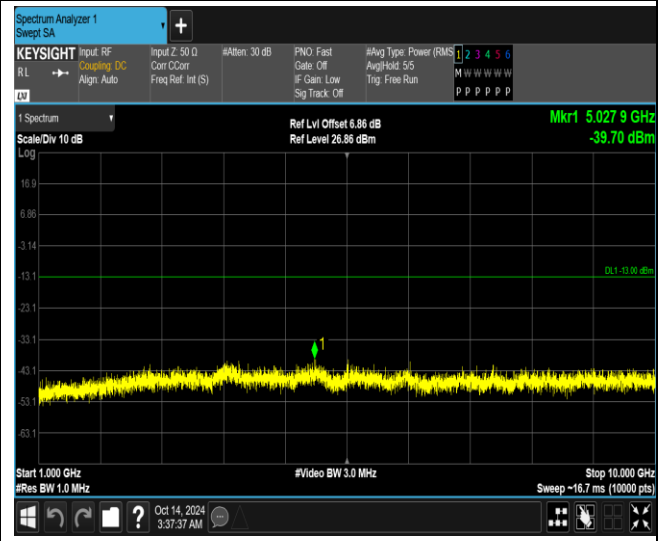 Spectrum Analyzer 1
Swept SA
+
KEYSIGHT
RL
LXI
Input: RF
Coupling: DC
Align: Auto
Input Z: 50 Ω
Corr CCorr
Freq Ref: Int (S)
#Atten: 30 dB
PNO: Fast
Gate: Off
IF Gain: Low
Sig Track: Off
#Avg Type: Power (RMS
Avg|Hold: 5/5
Trig: Free Run
1 2 3 4 5 6
M W W W W W
P P P P P P
1 Spectrum
Scale/Div 10 dB
Log
Ref Lvl Offset 6.86 dB
Ref Level 26.86 dBm
Mkr1 5.027 9 GHz
-39.70 dBm
16.9
6.86
-3.14
-13.1
DL1 -13.00 dBm
-23.1
-33.1
1
-43.1
-53.1
-63.1
Start 1.000 GHz
#Res BW 1.0 MHz
#Video BW 3.0 MHz
Stop 10.000 GHz
Sweep ~16.7 ms (10000 pts)
?
Oct 14, 2024
3:37:37 AM